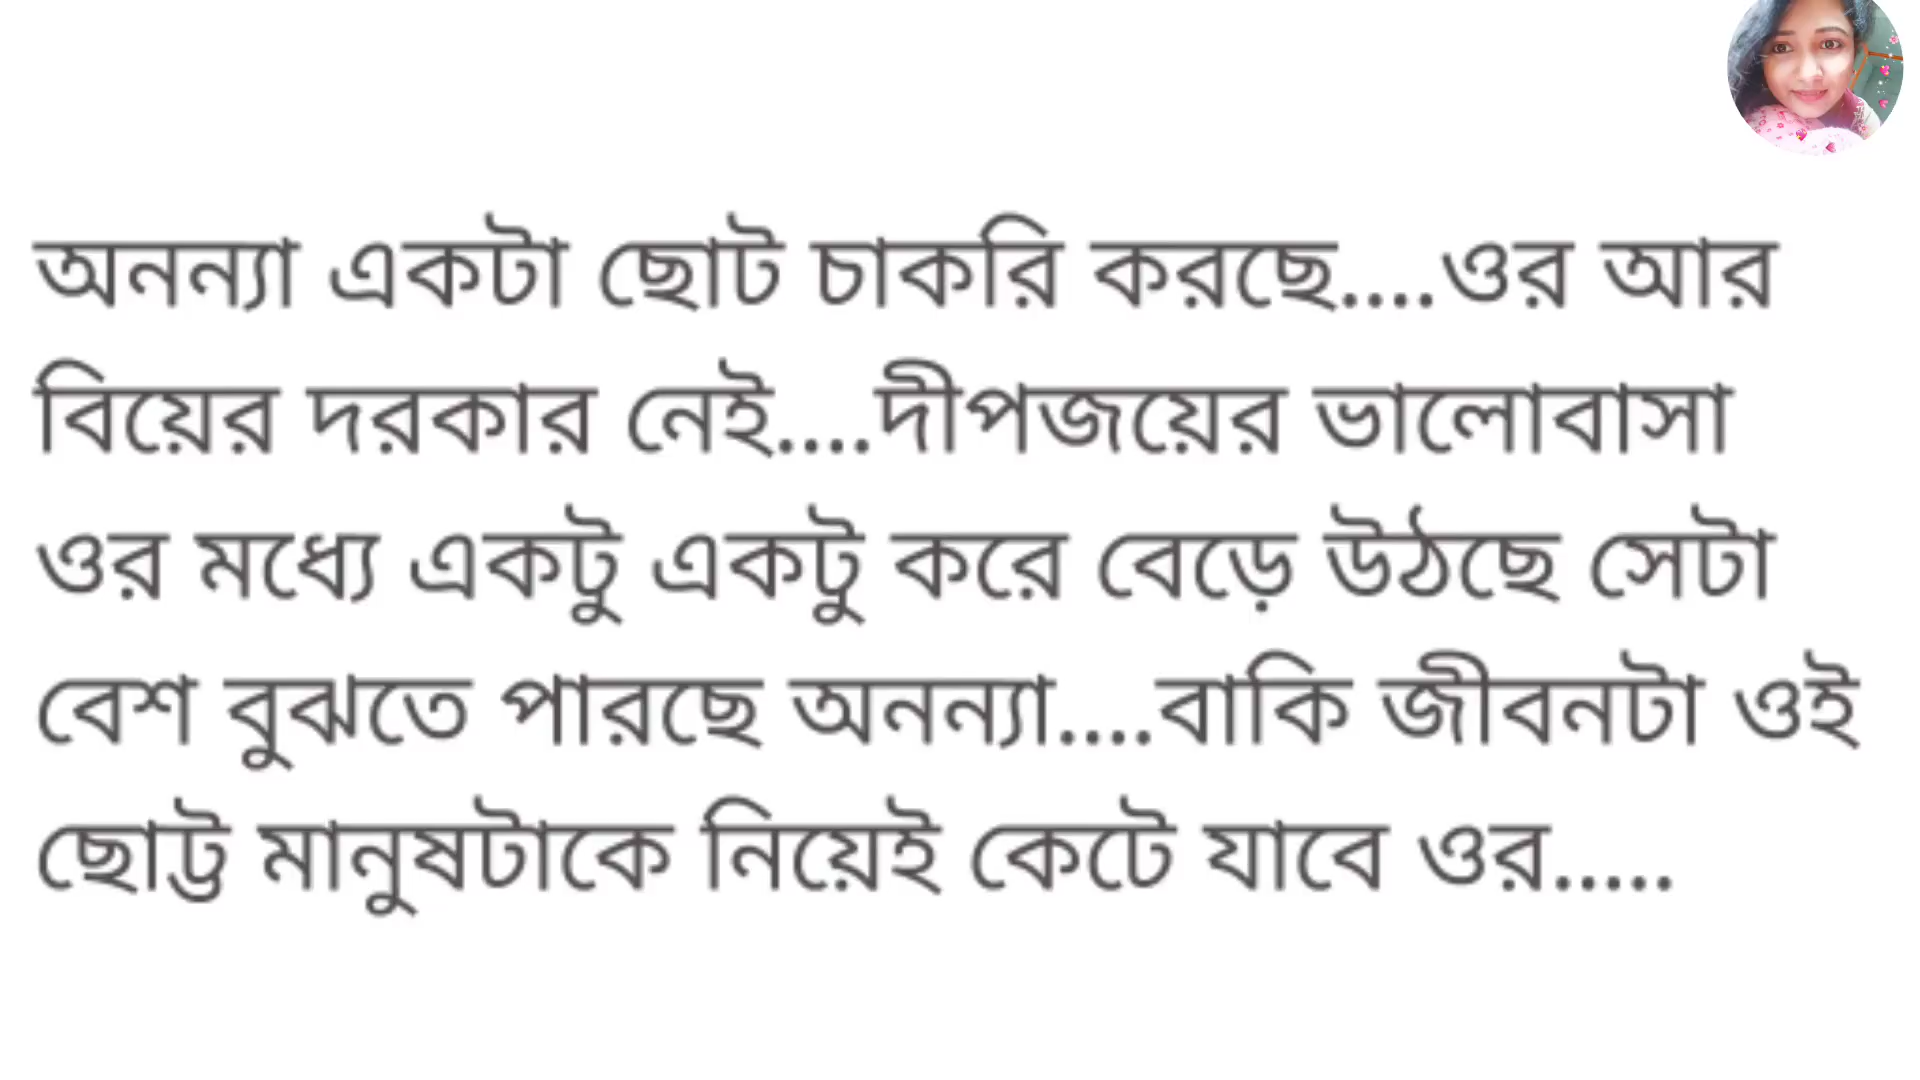 অনন্যা একটা ছোট চাকরি করছে....ওর আর
বিয়ের দরকার নেই....দীপজয়ের ভালোবাসা
ওর মধ্যে একটু একটু করে বেড়ে উঠছে সেটা
বেশ বুঝতে পারছে অনন্যা....বাকি জীবনটা ওই
ছোট্ট মানুষটাকে নিয়েই কেটে যাবে ওর.....